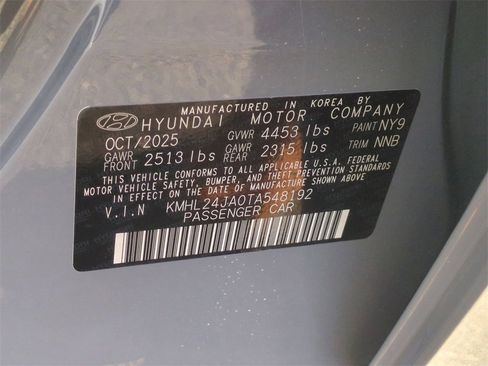 MANUFACTURED IN KOREA BY
HYUNDAI MOTOR COMPANY
OCT/2025 GVWR 4453 lbs PAINT NY9
GAWR FRONT 2513 lbs GAWR REAR 2315 lbs TRIM NNB
THIS VEHICLE CONFORMS TO ALL APPLICABLE U.S.A. FEDERAL
MOTOR VEHICLE SAFETY, BUMPER, AND THEFT PREVENTION STANDARDS
IN EFFECT ON THE DATE OF MANUFACTURE SHOWN ABOVE.
V.I.N KMHL24JA0TA548192
PASSENGER CAR